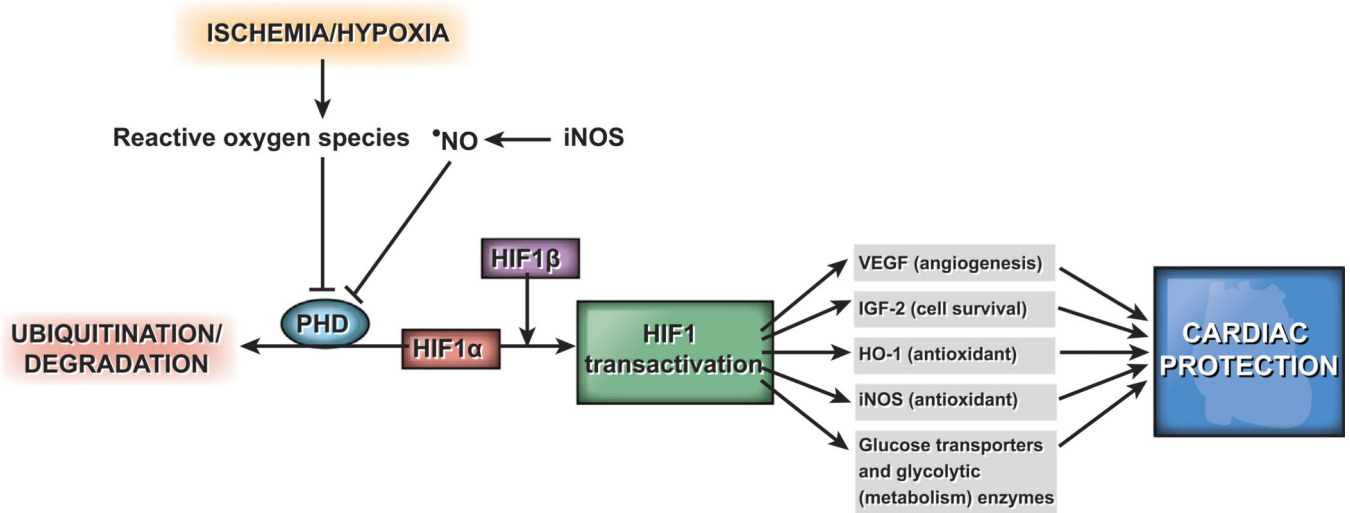 ISCHEMIA/HYPOXIA
Reactive oxygen species
•NO
iNOS
HIF1β
PHD
UBIQUITINATION/
DEGRADATION
HIF1α
HIF1
transactivation
VEGF (angiogenesis)
IGF-2 (cell survival)
HO-1 (antioxidant)
iNOS (antioxidant)
Glucose transporters
and glycolytic
(metabolism) enzymes
CARDIAC
PROTECTION